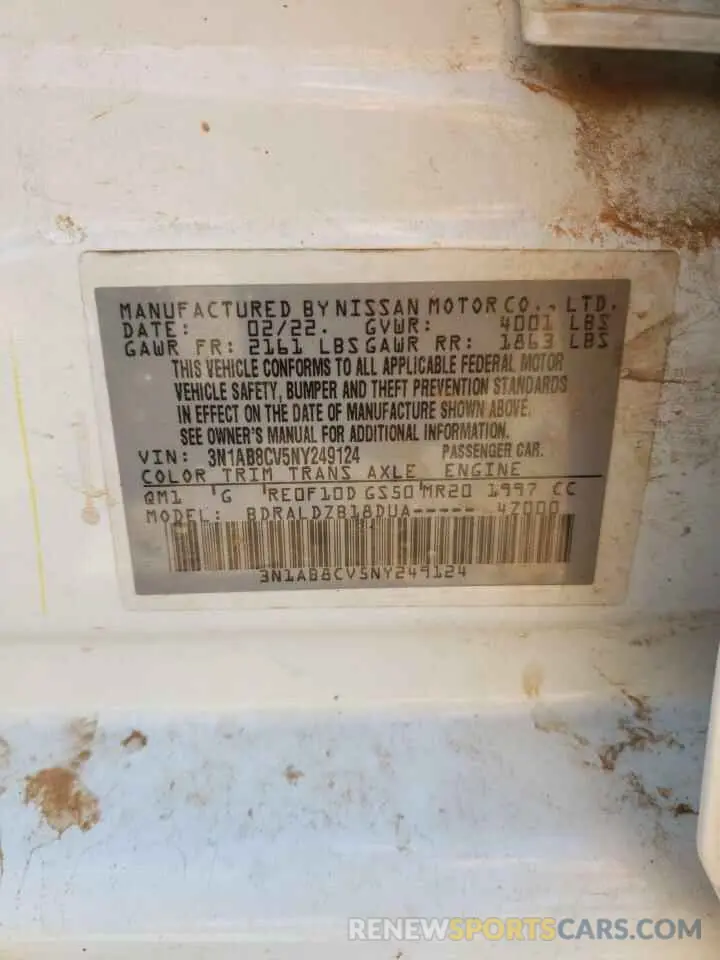 MANUFACTURED BY NISSAN MOTOR CO., LTD.
DATE: 02/22. GVWR: 4001 LBS
GAWR FR: 2161 LBS GAWR RR: 1863 LBS
THIS VEHICLE CONFORMS TO ALL APPLICABLE FEDERAL MOTOR
VEHICLE SAFETY, BUMPER AND THEFT PREVENTION STANDARDS
IN EFFECT ON THE DATE OF MANUFACTURE SHOWN ABOVE.
SEE OWNER'S MANUAL FOR ADDITIONAL INFORMATION.
VIN: 3N1AB8CV5NY249124 PASSENGER CAR.
COLOR TRIM TRANS AXLE ENGINE
QM1 'G 'RE0F10D GS50'MR20 1997 CC
MODEL: BDRALDZB18DUA----- 4Z000
3N1AB8CV5NY249124
RENEWSPORTSCARS.COM